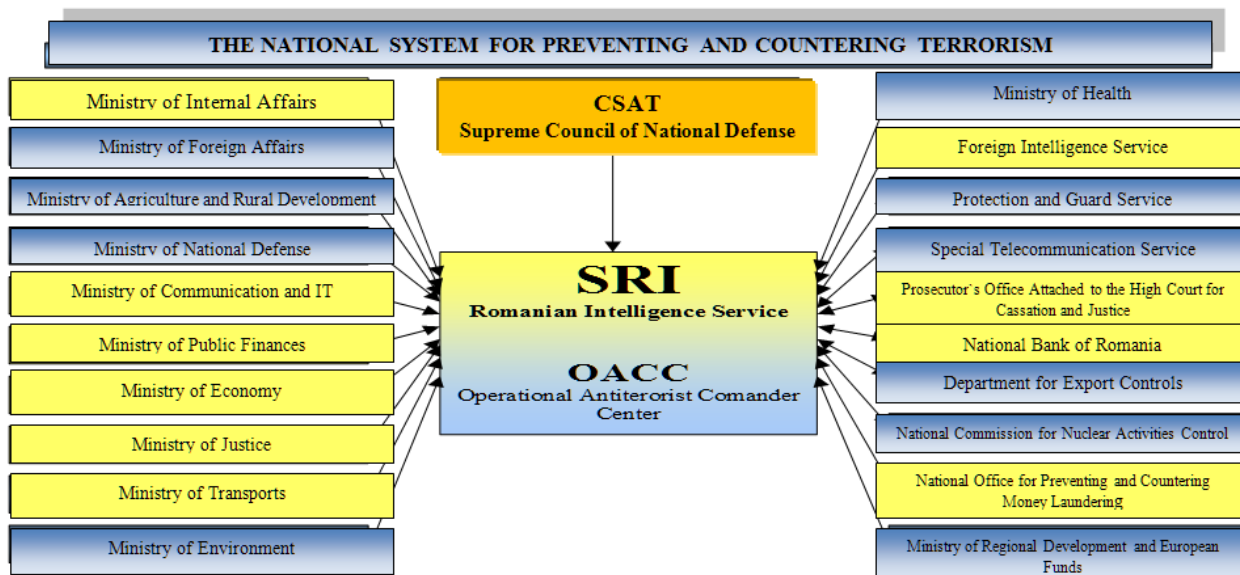 THE NATIONAL SYSTEM FOR PREVENTING AND COUNTERING TERRORISM
Ministry of Internal Affairs
Ministry of Foreign Affairs
Ministry of Agriculture and Rural Development
Ministry of National Defense
Ministry of Communication and IT
Ministry of Public Finances
Ministry of Economy
Ministry of Justice
Ministry of Transports
Ministry of Environment
CSAT
Supreme Council of National Defense
SRI
Romanian Intelligence Service
OACC
Operational Antiterorist Comander
Center
Ministry of Health
Foreign Intelligence Service
Protection and Guard Service
Special Telecommunication Service
Prosecutor`s Office Attached to the High Court for
Cassation and Justice
National Bank of Romania
Department for Export Controls
National Commission for Nuclear Activities Control
National Office for Preventing and Countering
Money Laundering
Ministry of Regional Development and European
Funds